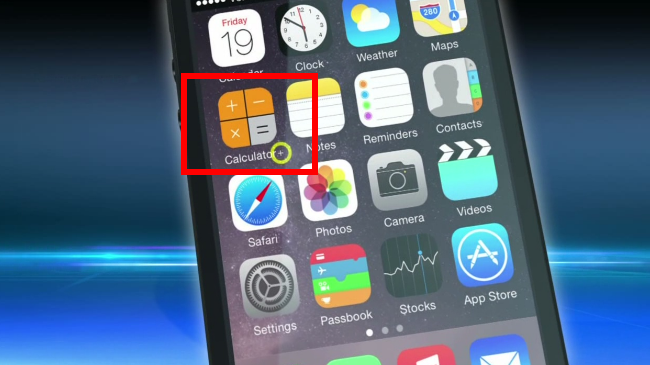 Friday
19
280
Calendar
Clock
Weather
Maps
Calculator+
Notes
Reminders
Contacts
Safari
Photos
Camera
Videos
Settings
Passbook
Stocks
App Store